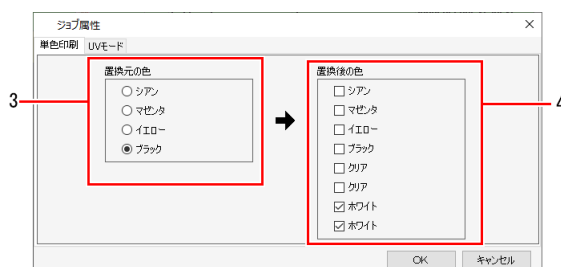 ジョブ属性
単色印刷 UVモード
置換元の色
シアン
マゼンタ
イエロー
ブラック
置換後の色
シアン
マゼンタ
イエロー
ブラック
クリア
クリア
ホワイト
ホワイト
3
4
OK キャンセル